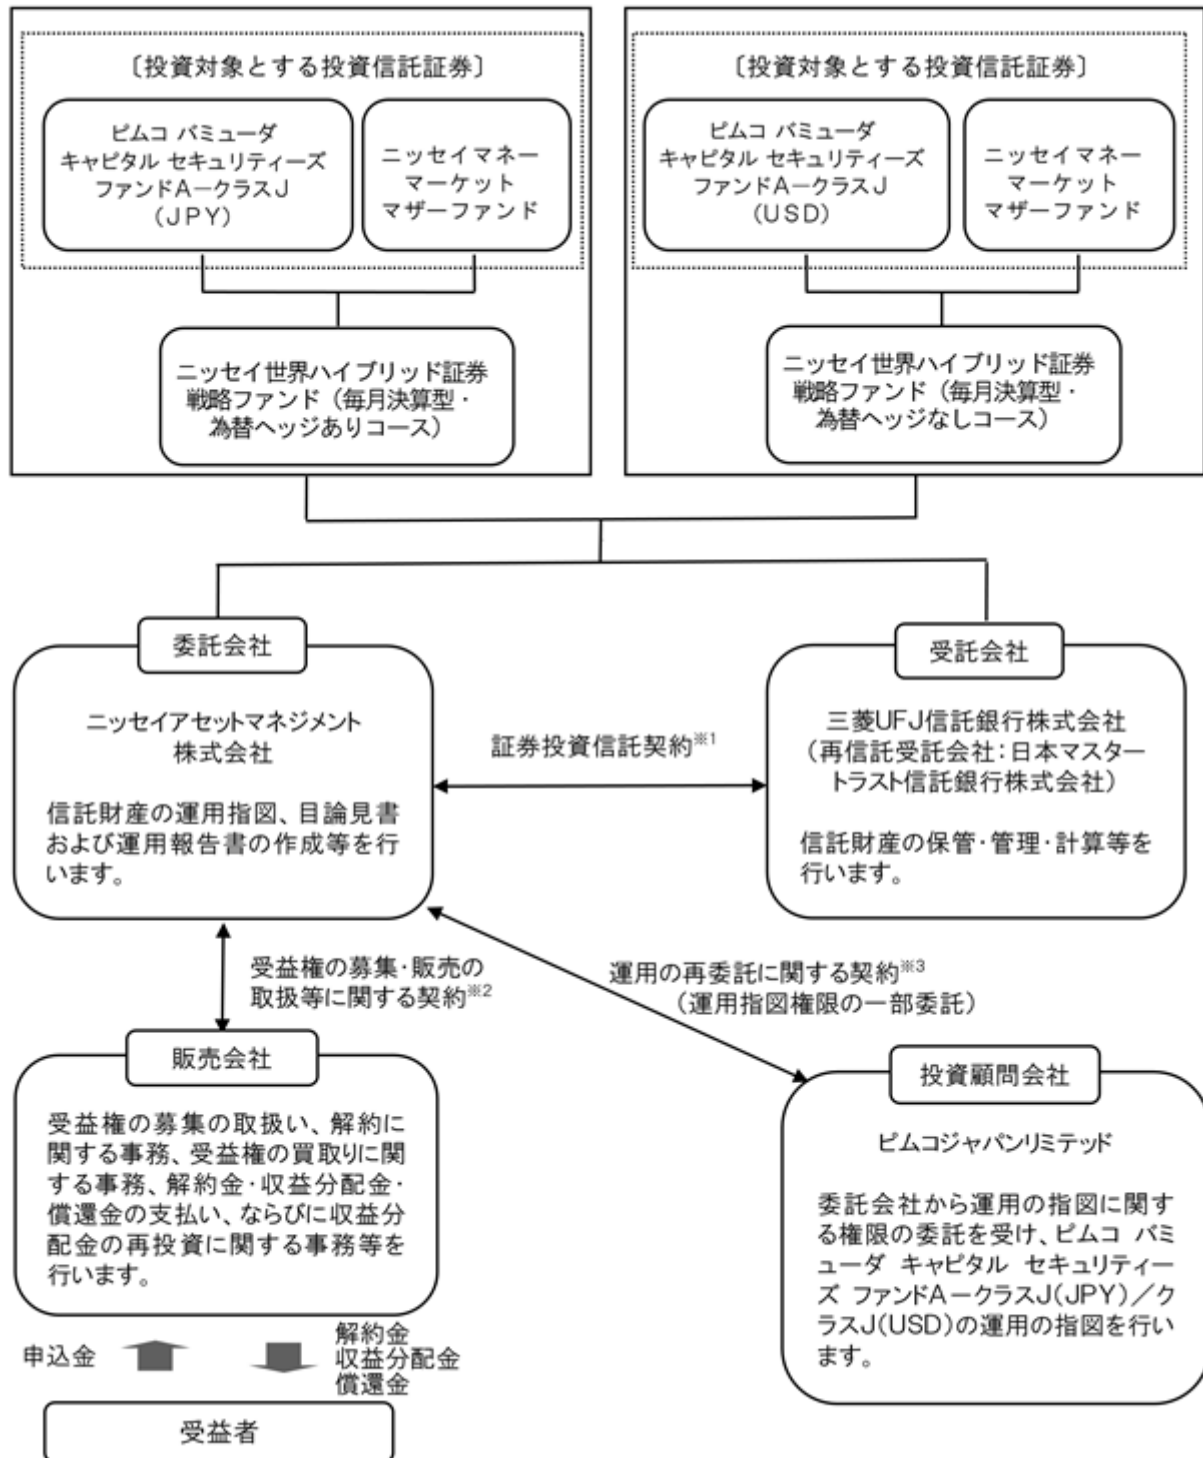 〔投資対象とする投資信託証券〕
ピムコ バミューダ
キャピタル セキュリティーズ
ファンドA－クラスJ
（JPY）
ニッセイマネー
マーケット
マザーファンド
ニッセイ世界ハイブリッド証券
戦略ファンド（毎月決算型・
為替ヘッジありコース）
〔投資対象とする投資信託証券〕
ピムコ バミューダ
キャピタル セキュリティーズ
ファンドA－クラスJ
（USD）
ニッセイマネー
マーケット
マザーファンド
ニッセイ世界ハイブリッド証券
戦略ファンド（毎月決算型・
為替ヘッジなしコース）
委託会社
ニッセイアセットマネジメント
株式会社
信託財産の運用指図、目論見書
および運用報告書の作成等を行
います。
証券投資信託契約※1
受託会社
三菱UFJ信託銀行株式会社
（再信託受託会社：日本マスター
トラスト信託銀行株式会社）
信託財産の保管・管理・計算等を
行います。
受益権の募集・販売の
取扱等に関する契約※2
運用の再委託に関する契約※3
（運用指図権限の一部委託）
販売会社
受益権の募集の取扱い、解約に
関する事務、受益権の買取りに関
する事務、解約金・収益分配金・
償還金の支払い、ならびに収益分
配金の再投資に関する事務等を
行います。
投資顧問会社
ピムコジャパンリミテッド
委託会社から運用の指図に関す
る権限の委託を受け、ピムコ バミ
ューダ キャピタル セキュリティー
ズ ファンドA－クラスJ（JPY）／ク
ラスJ（USD）の運用の指図を行い
ます。
申込金
解約金
収益分配金
償還金
受益者